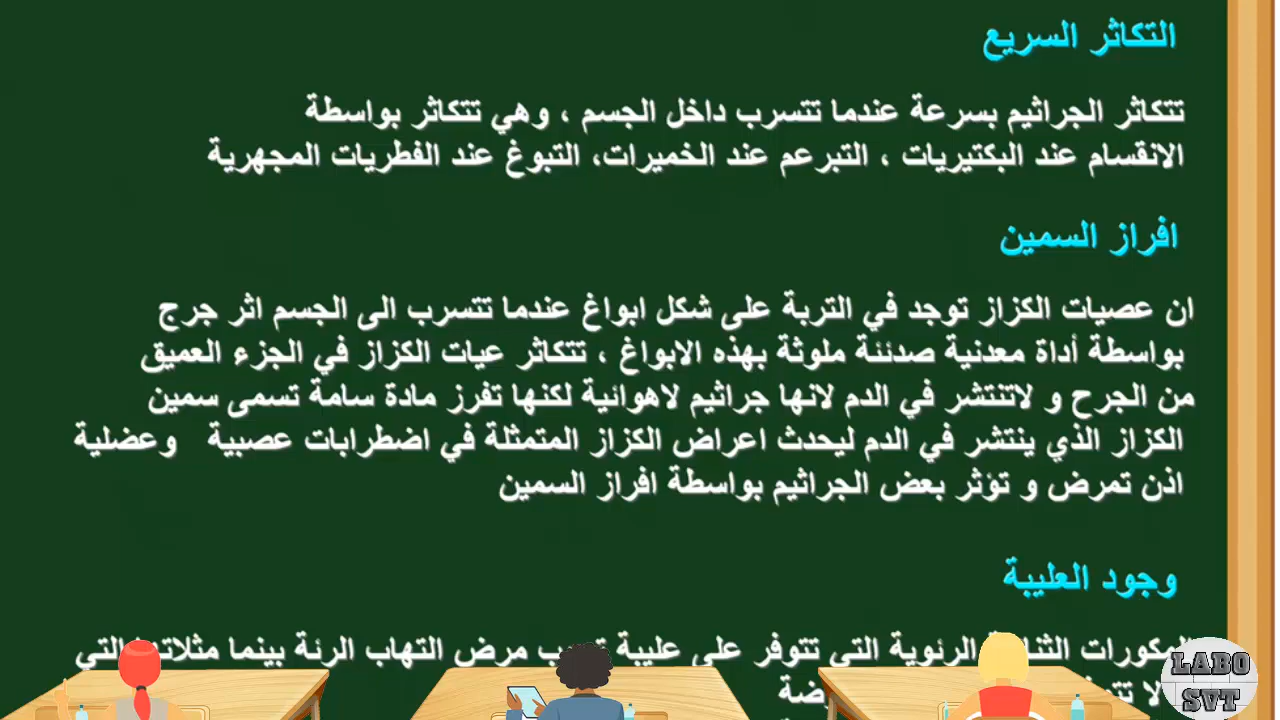 التكاثر السريع
تتكاثر الجراثيم بسرعة عندما تتسرب داخل الجسم ، وهي تتكاثر بواسطة
الانقسام عند البكتيريات ، التبرعم عند الخميرات، التبوغ عند الفطريات المجهرية
افراز السمين
ان عصيات الكزاز توجد في التربة على شكل ابواغ عندما تتسرب الى الجسم اثر جرح
بواسطة أداة معدنية صدئنة ملوثة بهذه الابواغ ، تتكاثر عيات الكزاز في الجزء العميق
من الجرح و لاتنتشر في الدم لانها جراثيم لاهوائية لكنها تفرز مادة سامة تسمى سمين
الكزاز الذي ينتشر في الدم ليحدث اعراض الكزاز المتمثلة في اضطرابات عصبية وعضلية
اذن تمرض و تؤثر بعض الجراثيم بواسطة افراز السمين
وجود العليبة
الرئوية التي تتوفر على عليبة مرض التهاب الرئة بينما التي
لا
LABO
SVT